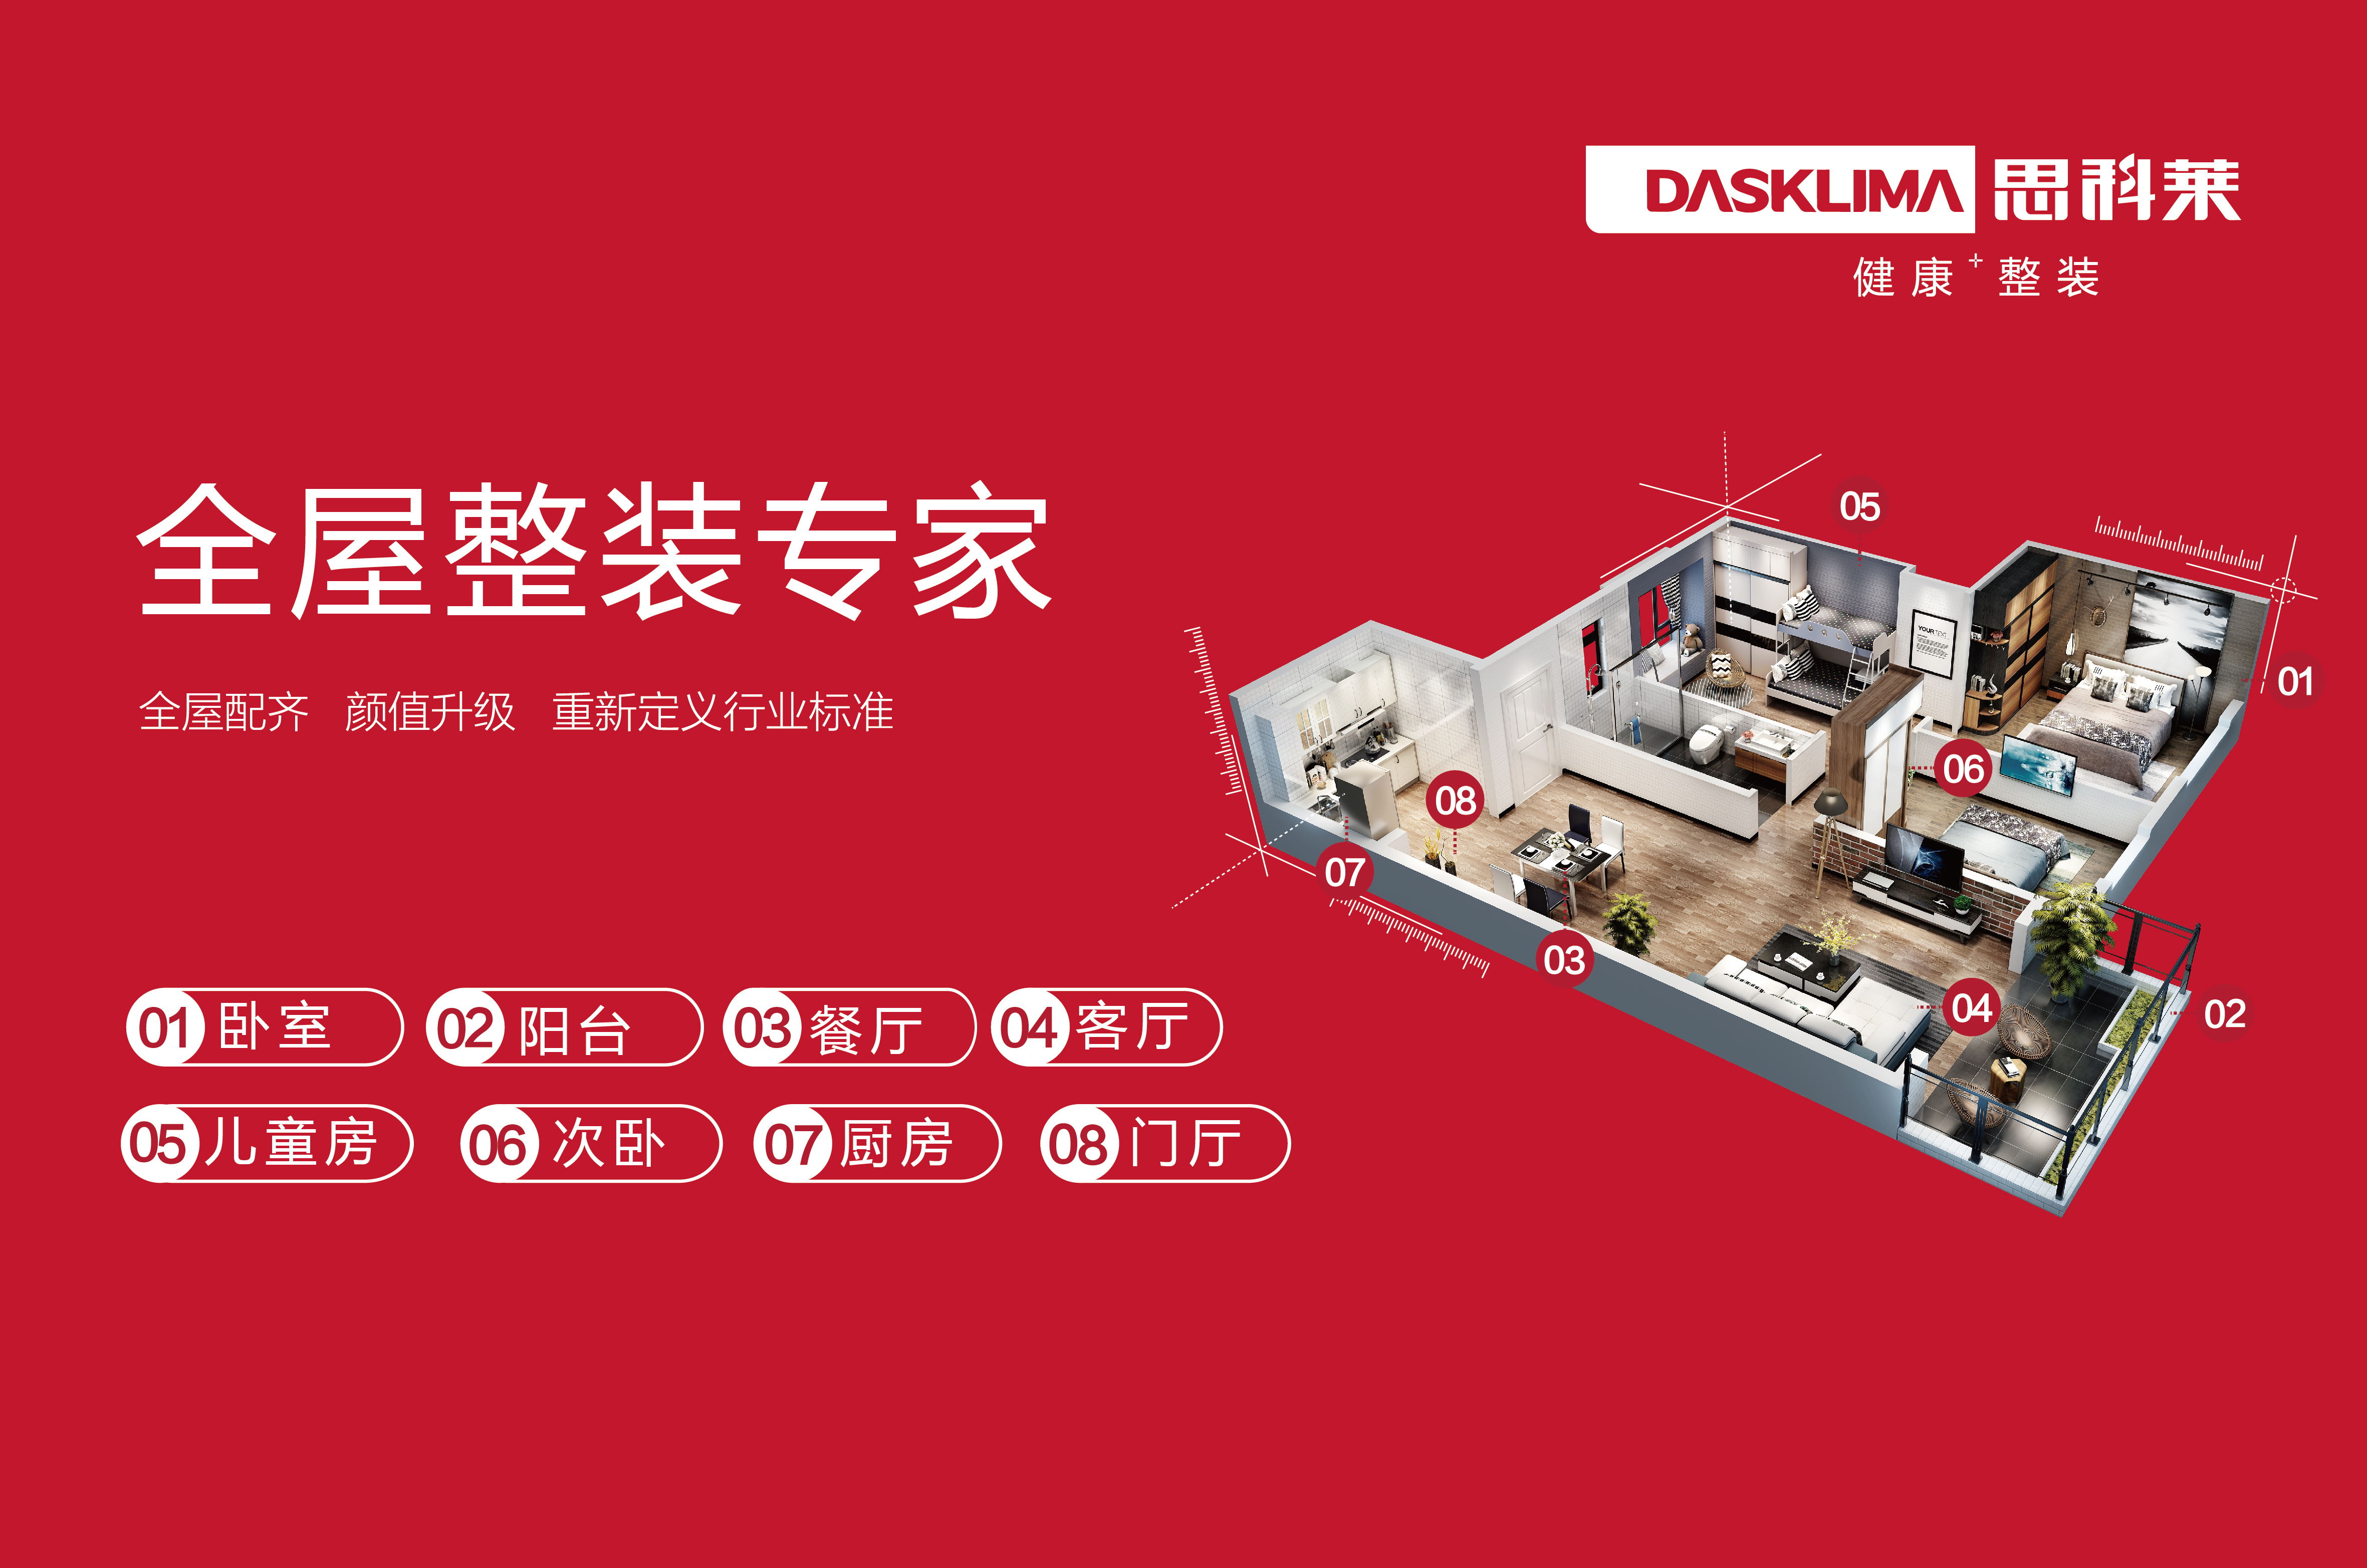 DASKLIMA 思科莱
健康+整装
全屋整装专家
全屋配齐 颜值升级 重新定义行业标准
01 卧室 02 阳台 03 餐厅 04 客厅
05 儿童房 06 次卧 07 厨房 08 门厅
05
01
06
08
07
03
04
02
YOUR TEXT